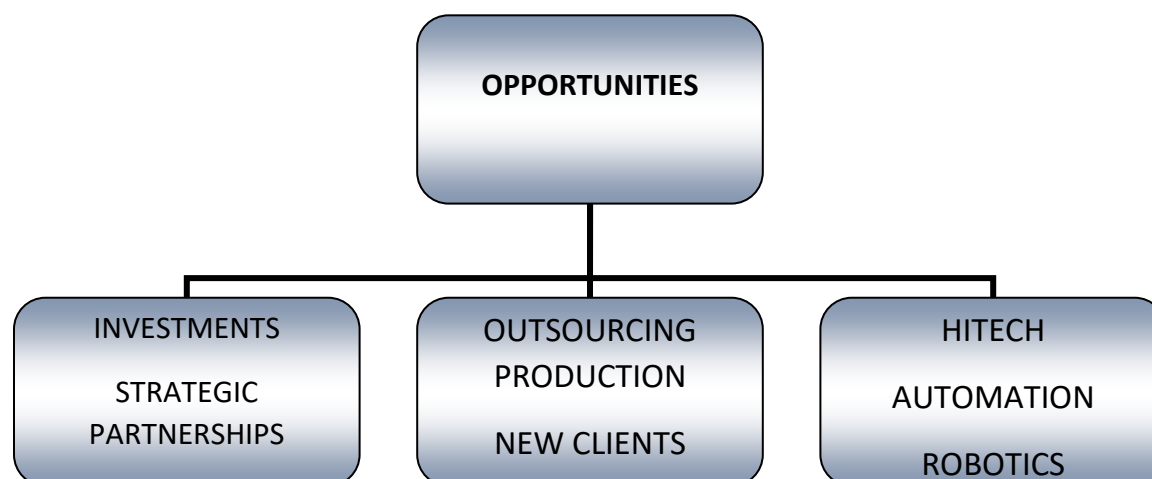 OPPORTUNITIES
INVESTMENTS
STRATEGIC
PARTNERSHIPS
OUTSOURCING
PRODUCTION
NEW CLIENTS
HITECH
AUTOMATION
ROBOTICS